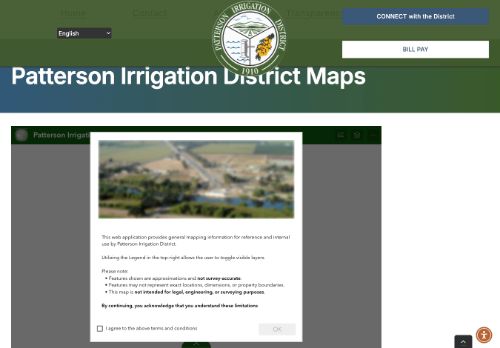 Home
Contact
Transparency
English
PATTERSON IRRIGATION DISTRICT
1910
CONNECT with the District
BILL PAY
Patterson Irrigation District Maps
Patterson Irrigati
This web application provides general mapping information for reference and internal
use by Patterson Irrigation District.
Utilizing the Legend in the top right allows the user to toggle visible layers.
Please note:
• Features shown are approximations and not survey-accurate.
• Features may not represent exact locations, dimensions, or property boundaries.
• This map is not intended for legal, engineering, or surveying purposes.
By continuing, you acknowledge that you understand these limitations
I agree to the above terms and conditions
OK